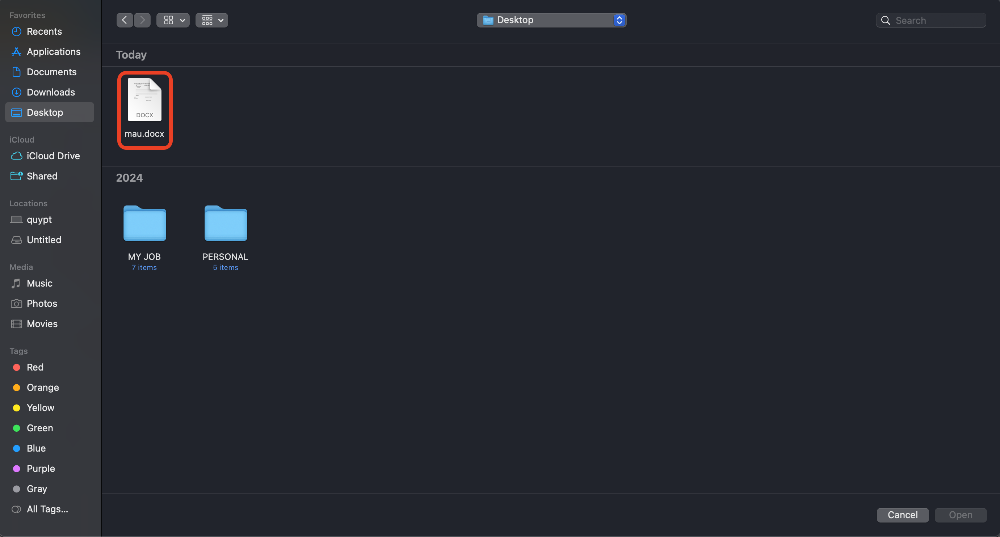 Favorites
Recents
Applications
Documents
Downloads
Desktop
iCloud
iCloud Drive
Shared
Locations
quypt
Untitled
Media
Music
Photos
Movies
Tags
Red
Orange
Yellow
Green
Blue
Purple
Gray
All Tags...
Desktop
Search
Today
DOCX
mau.docx
2024
MY JOB
7 items
PERSONAL
5 items
Cancel
Open